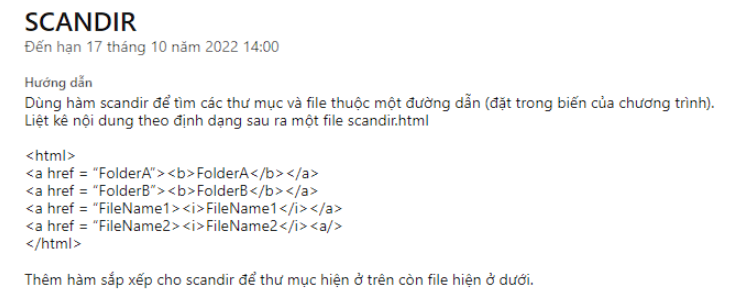 SCANDIR
Đến hạn 17 tháng 10 năm 2022 14:00
Hướng dẫn
Dùng hàm scandir để tìm các thư mục và file thuộc một đường dẫn (đặt trong biến của chương trình).
Liệt kê nội dung theo định dạng sau ra một file scandir.html
<html>
<a href = “FolderA”><b>FolderA</b></a>
<a href = “FolderB”><b>FolderB</b></a>
<a href = “FileName1><i>FileName1</i></a>
<a href = “FileName2><i>FileName2</i><a/>
</html>
Thêm hàm sắp xếp cho scandir để thư mục hiện ở trên còn file hiện ở dưới.